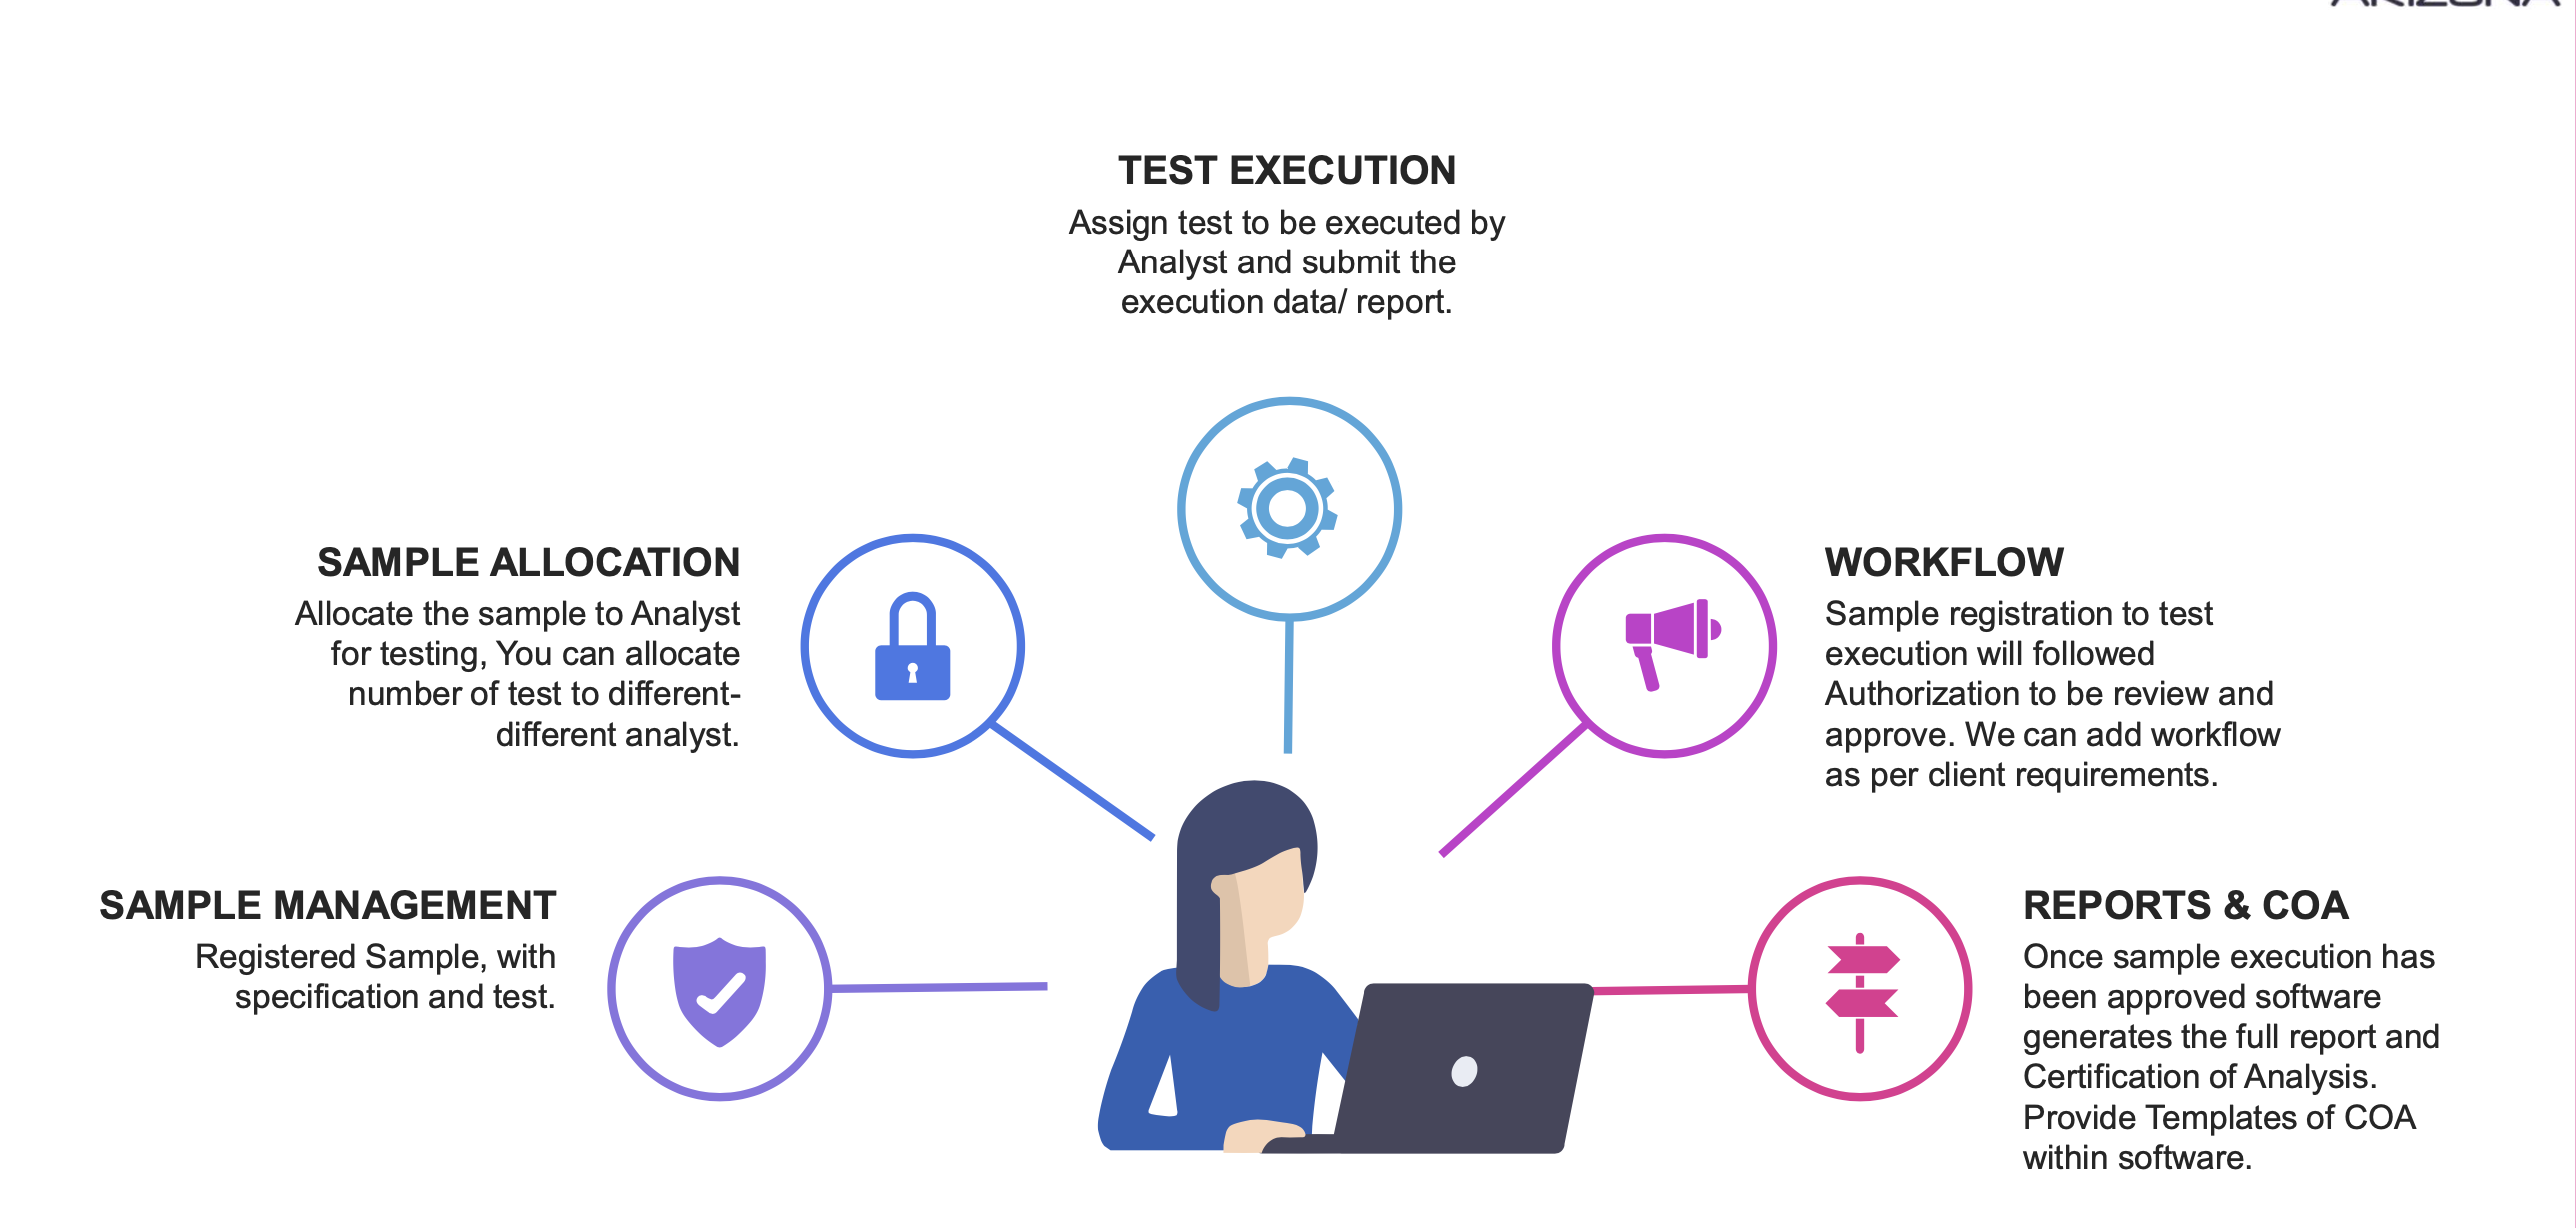 ARIZONA
TEST EXECUTION
Assign test to be executed by
Analyst and submit the
execution data/ report.
SAMPLE ALLOCATION
Allocate the sample to Analyst
for testing, You can allocate
number of test to different-
different analyst.
WORKFLOW
Sample registration to test
execution will followed
Authorization to be review and
approve. We can add workflow
as per client requirements.
SAMPLE MANAGEMENT
Registered Sample, with
specification and test.
REPORTS & COA
Once sample execution has
been approved software
generates the full report and
Certification of Analysis.
Provide Templates of COA
within software.